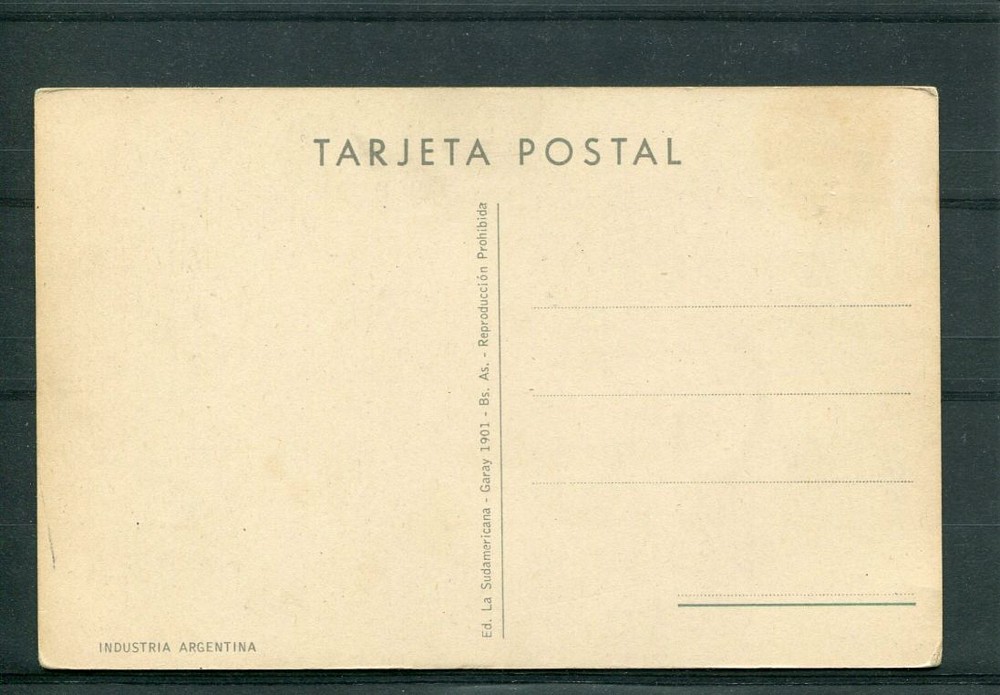 TARJETA POSTAL
Ed. La Sudamericana - Garay 1901 - Bs. As. - Reproducción Prohibida
INDUSTRIA ARGENTINA